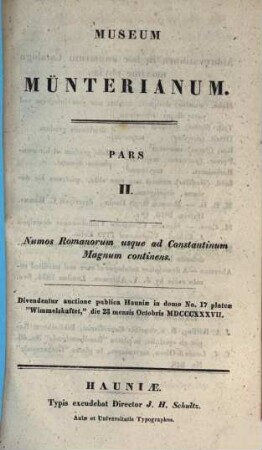 MUSEUM
MÜNTERIANUM.
PARS
II.
Numos Romanorum usque ad Constantinum
Magnum continens.
Divendentur auctione publica Hauniæ in domo No. 17 plateæ
"Wimmelskaftet," die 23 mensis Octobris MDCCCXXXVII.
HAUNIÆ.
Typis excudebat Director J. H. Schultz.
Aulæ et Universitatis Typographus.